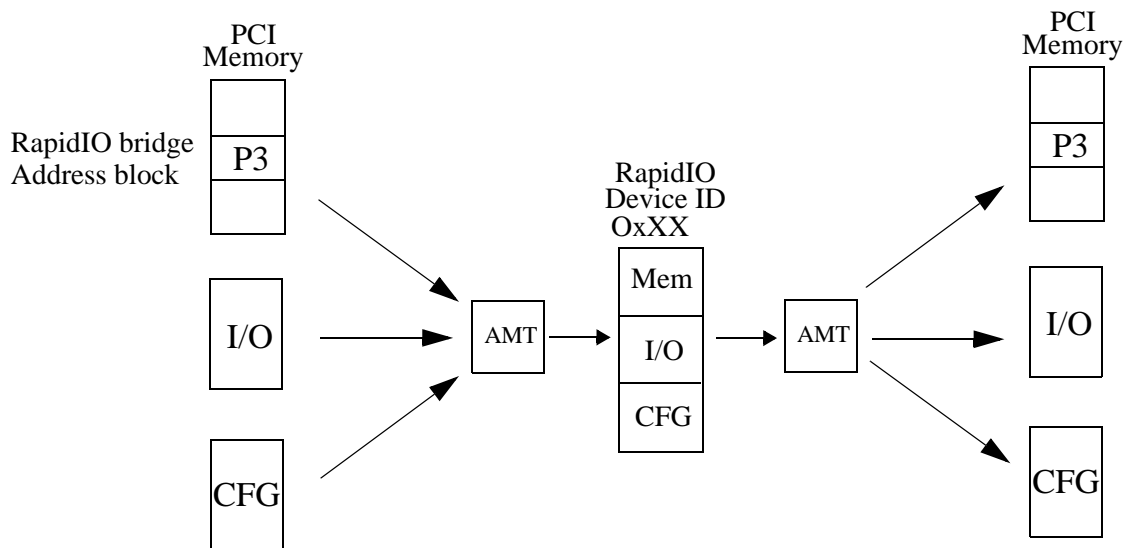 PCI
Memory
RapidIO bridge
Address block
P3
I/O
CFG
AMT
RapidIO
Device ID
OxXX
Mem
I/O
CFG
AMT
PCI
Memory
P3
I/O
CFG